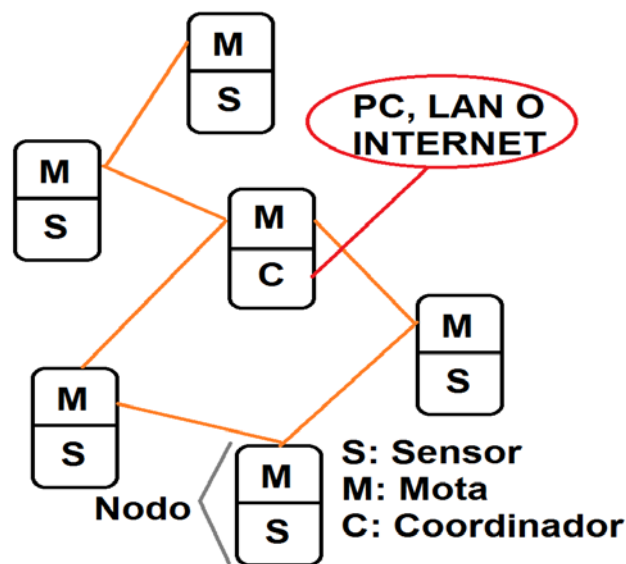 M
S
PC, LAN O
INTERNET
M
S
M
C
M
S
M
S
M
S
Nodo
S: Sensor
M: Mota
C: Coordinador